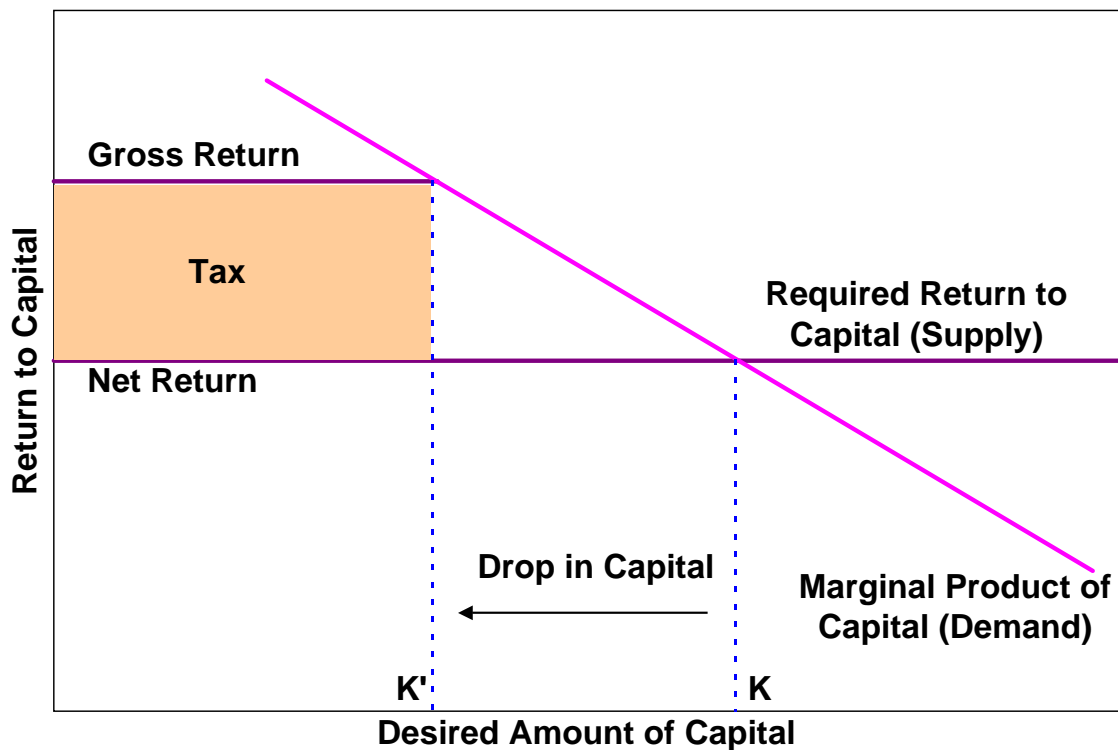 Gross Return
Tax
Required Return to
Capital (Supply)
Net Return
Return to Capital
Drop in Capital
Marginal Product of
Capital (Demand)
K'
K
Desired Amount of Capital